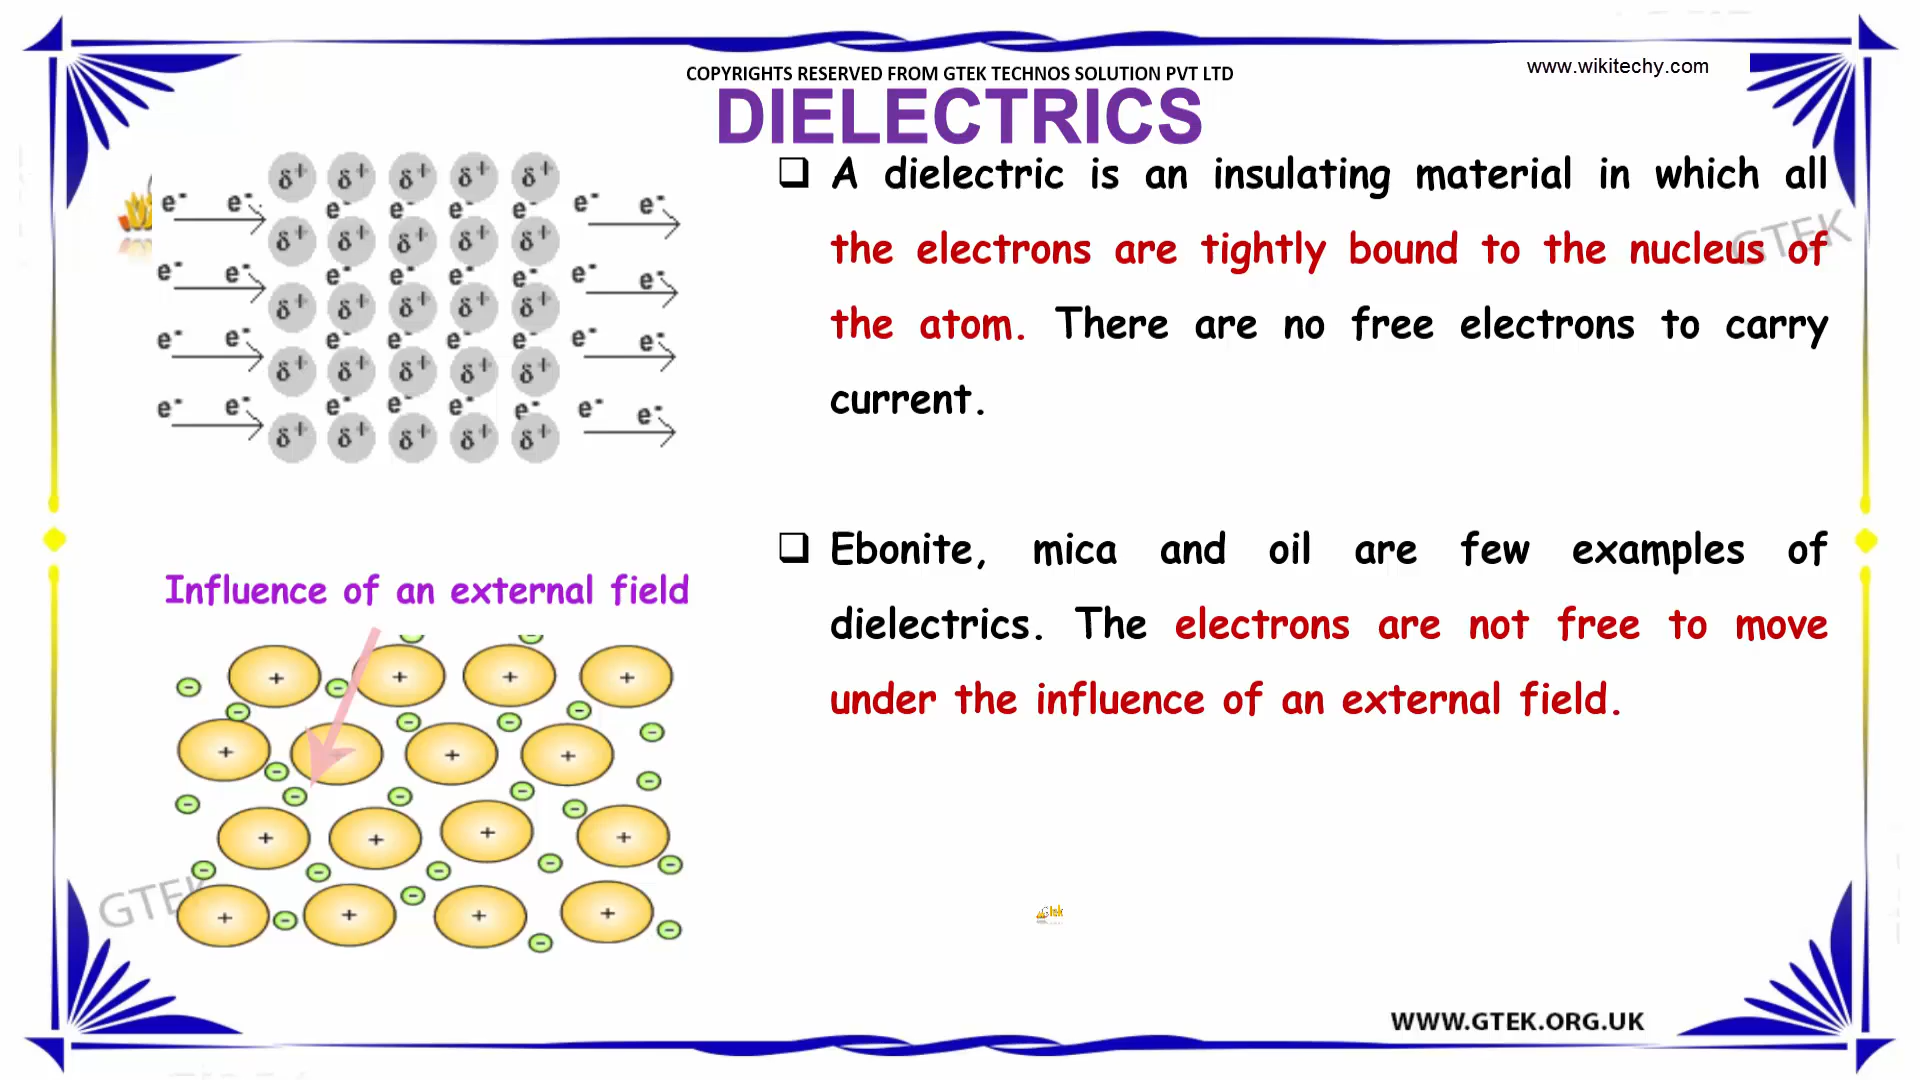 COPYRIGHTS RESERVED FROM GTEK TECHNOS SOLUTION PVT LTD
www.wikitechy.com
DIELECTRICS
δ+ δ+ δ+ δ+ δ+
e- e- e- e- e- e- e- e-
δ+ δ+ δ+ δ+ δ+
e- e- e- e- e- e- e- e-
δ+ δ+ δ+ δ+ δ+
e- e- e- e- e- e- e- e-
δ+ δ+ δ+ δ+ δ+
e- e- e- e- e- e- e- e-
δ+ δ+ δ+ δ+ δ+
❑ A dielectric is an insulating material in which all
the electrons are tightly bound to the nucleus of
GTEK
the atom. There are no free electrons to carry
current.
❑ Ebonite, mica and oil are few examples of
dielectrics. The electrons are not free to move
under the influence of an external field.
Influence of an external field
+ + + +
+ + + +
+ + + +
+ + + +
GTEK
Gtek
WWW.GTEK.ORG.UK